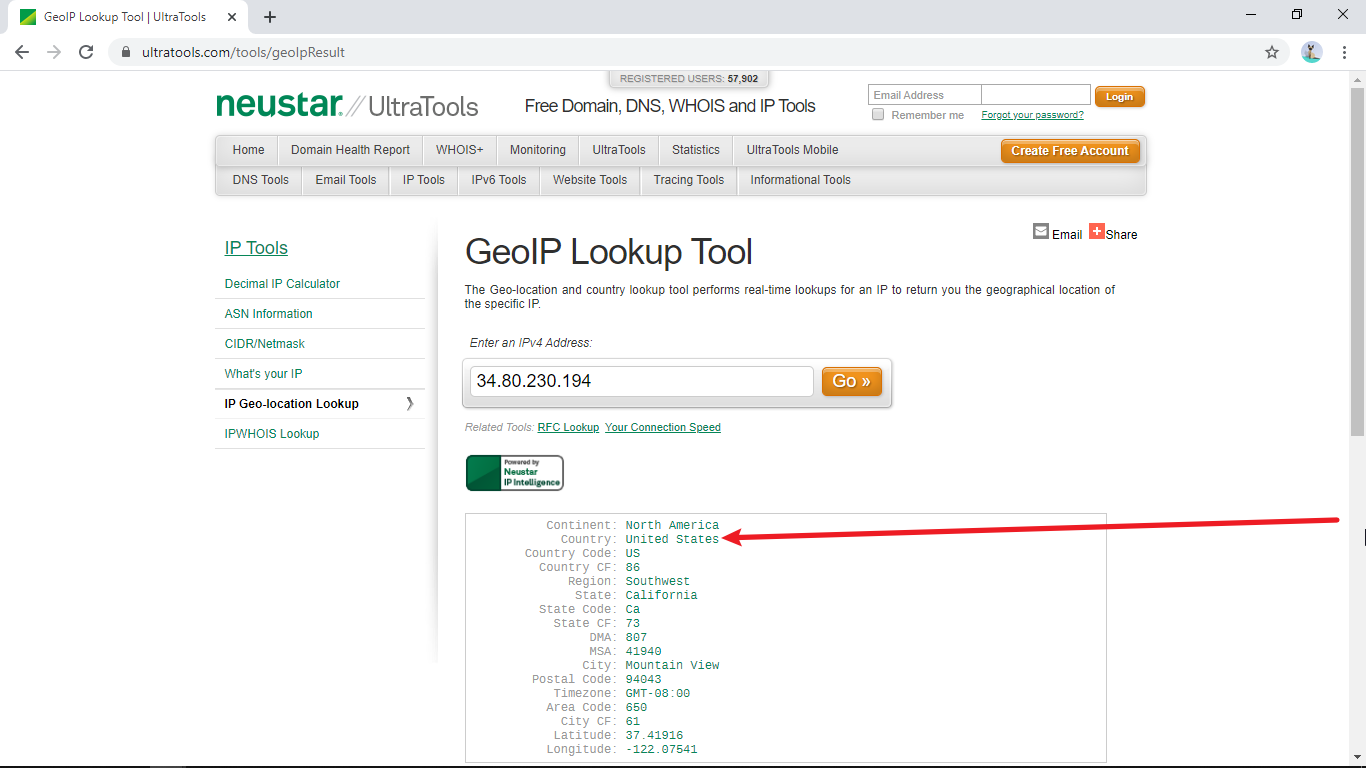 GeoIP Lookup Tool | UltraTools
ultratools.com/tools/geoIpResult
REGISTERED USERS: 57,902
neustar. // UltraTools
Free Domain, DNS, WHOIS and IP Tools
Email Address
Login
Remember me
Forgot your password?
Home
Domain Health Report
WHOIS+
Monitoring
UltraTools
Statistics
UltraTools Mobile
Create Free Account
DNS Tools
Email Tools
IP Tools
IPv6 Tools
Website Tools
Tracing Tools
Informational Tools
IP Tools
Decimal IP Calculator
ASN Information
CIDR/Netmask
What's your IP
IP Geo-location Lookup
IPWHOIS Lookup
Email
Share
GeoIP Lookup Tool
The Geo-location and country lookup tool performs real-time lookups for an IP to return you the geographical location of
the specific IP.
Enter an IPv4 Address:
34.80.230.194
Go »
Related Tools: RFC Lookup Your Connection Speed
Powered by
Neustar
IP Intelligence
Continent: North America
Country: United States
Country Code: US
Country CF: 86
Region: Southwest
State: California
State Code: Ca
State CF: 73
DMA: 807
MSA: 41940
City: Mountain View
Postal Code: 94043
Timezone: GMT-08:00
Area Code: 650
City CF: 61
Latitude: 37.41916
Longitude: -122.07541